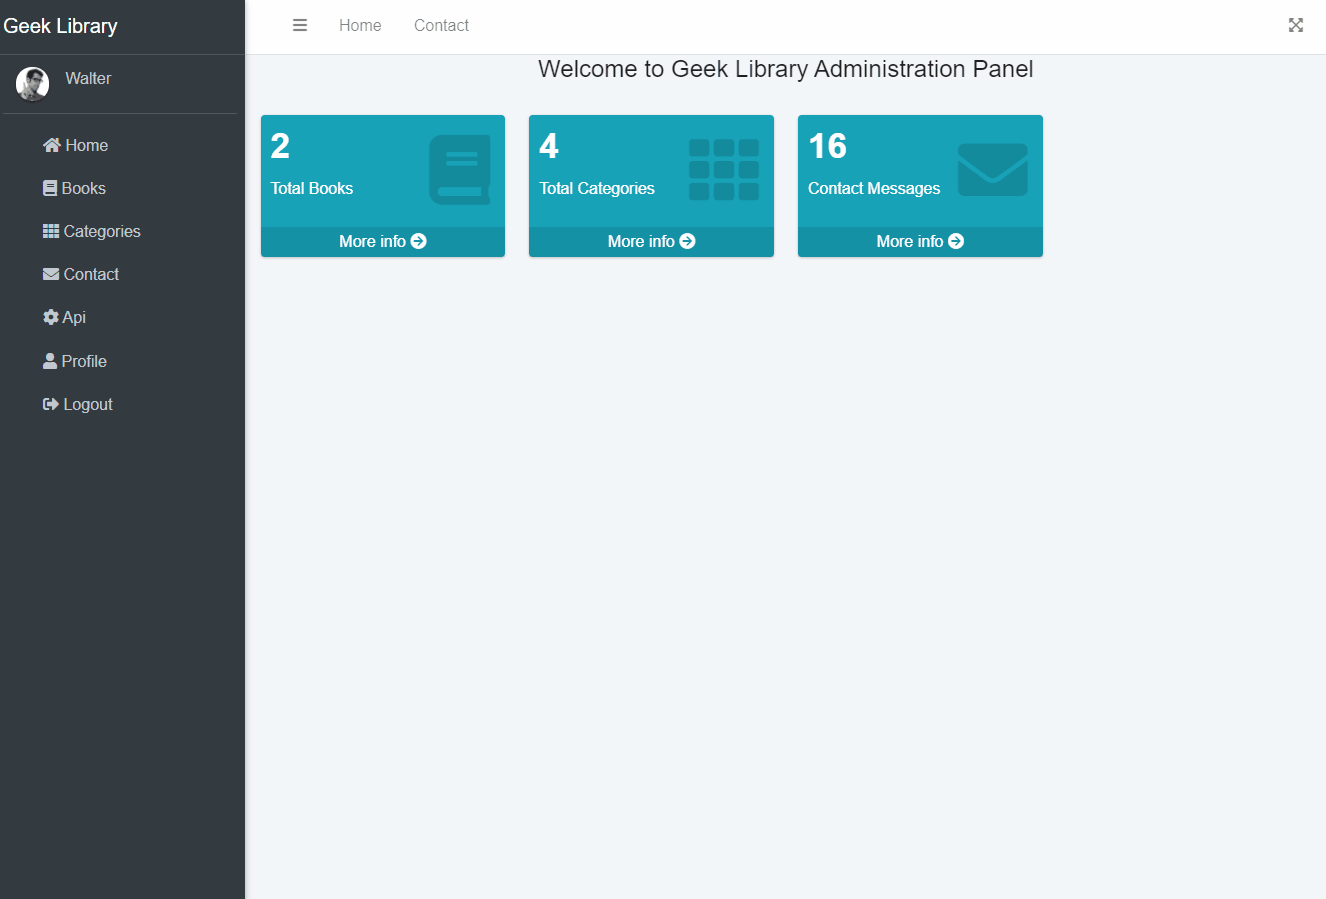 Geek Library
Walter
Home
Books
Categories
Contact
Api
Profile
Logout
Home
Contact
Welcome to Geek Library Administration Panel
2
Total Books
More info
4
Total Categories
More info
16
Contact Messages
More info